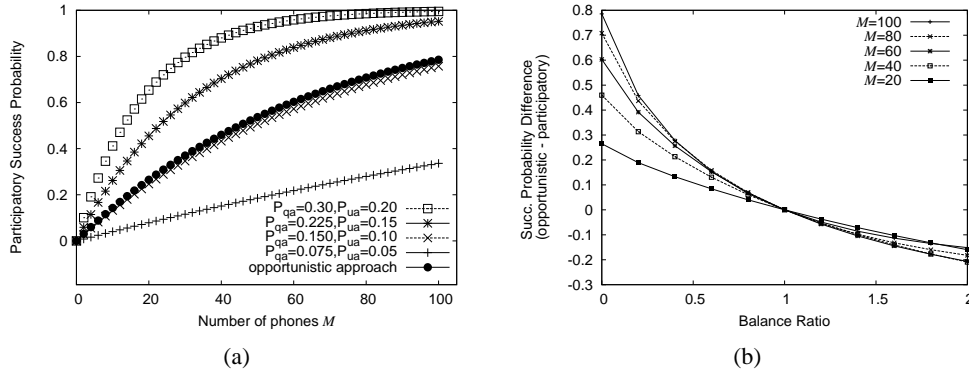 Participatory Success Probability
1
0.8
0.6
0.4
0.2
0
0 20 40 60 80 100
Number of phones M
P_qa=0.30,P_ua=0.20
P_qa=0.225,P_ua=0.15
P_qa=0.150,P_ua=0.10
P_qa=0.075,P_ua=0.05
opportunistic approach
(a)
Succ. Probability Difference
(opportunistic - participatory)
0.8
0.7
0.6
0.5
0.4
0.3
0.2
0.1
0
-0.1
-0.2
-0.3
0 0.5 1 1.5 2
Balance Ratio
M=100
M=80
M=60
M=40
M=20
(b)